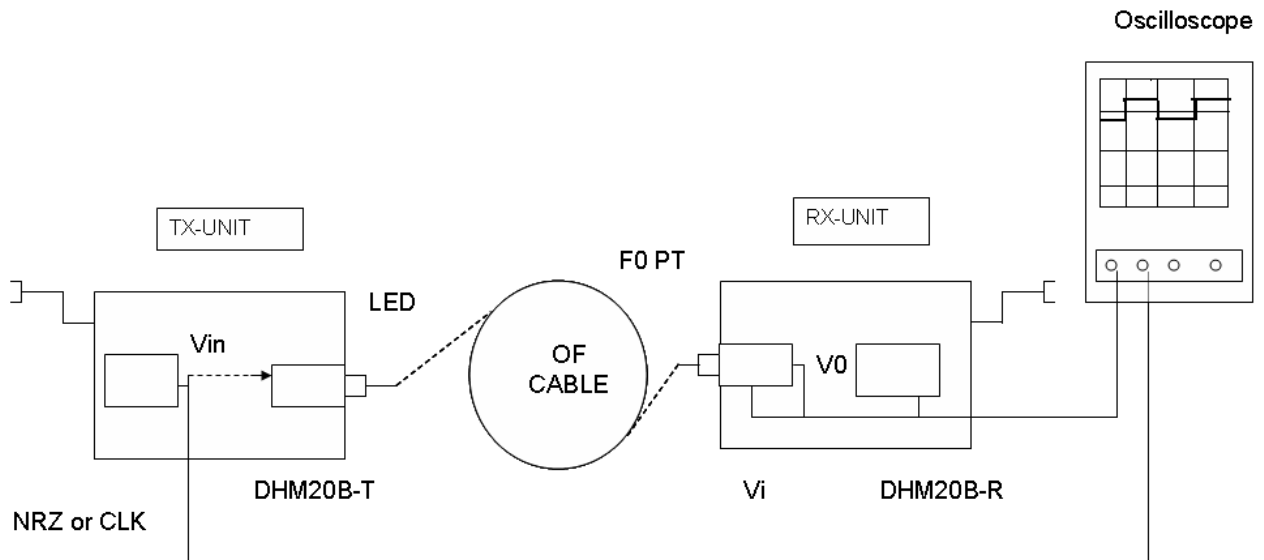 Oscilloscope
TX-UNIT
RX-UNIT
F0 PT
LED
Vin
OF
CABLE
V0
DHM20B-T
Vi
DHM20B-R
NRZ or CLK